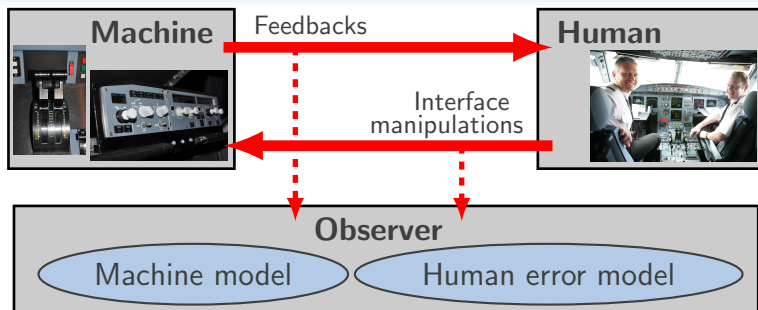 Machine
Feedbacks
Human
Interface
manipulations
Observer
Machine model
Human error model